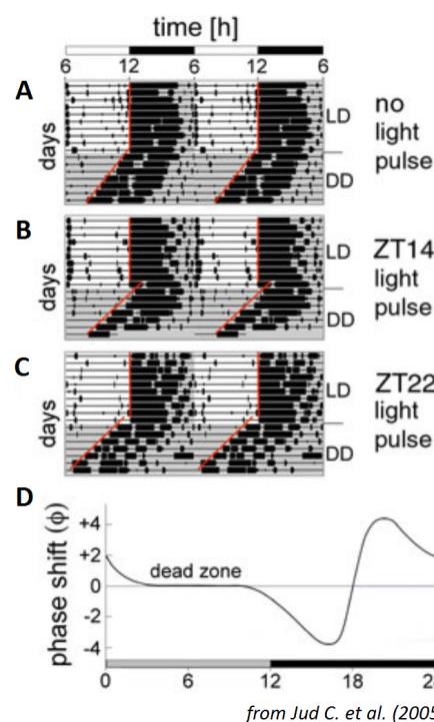 time [h]
6 12 6 12 6
A
days
LD
DD
no
light
pulse
B
days
LD
DD
ZT14
light
pulse
C
days
LD
DD
ZT22
light
pulse
D
phase shift (ϕ)
+4
+2
0
-2
-4
dead zone
0 6 12 18
from Jud C. et al. (2005